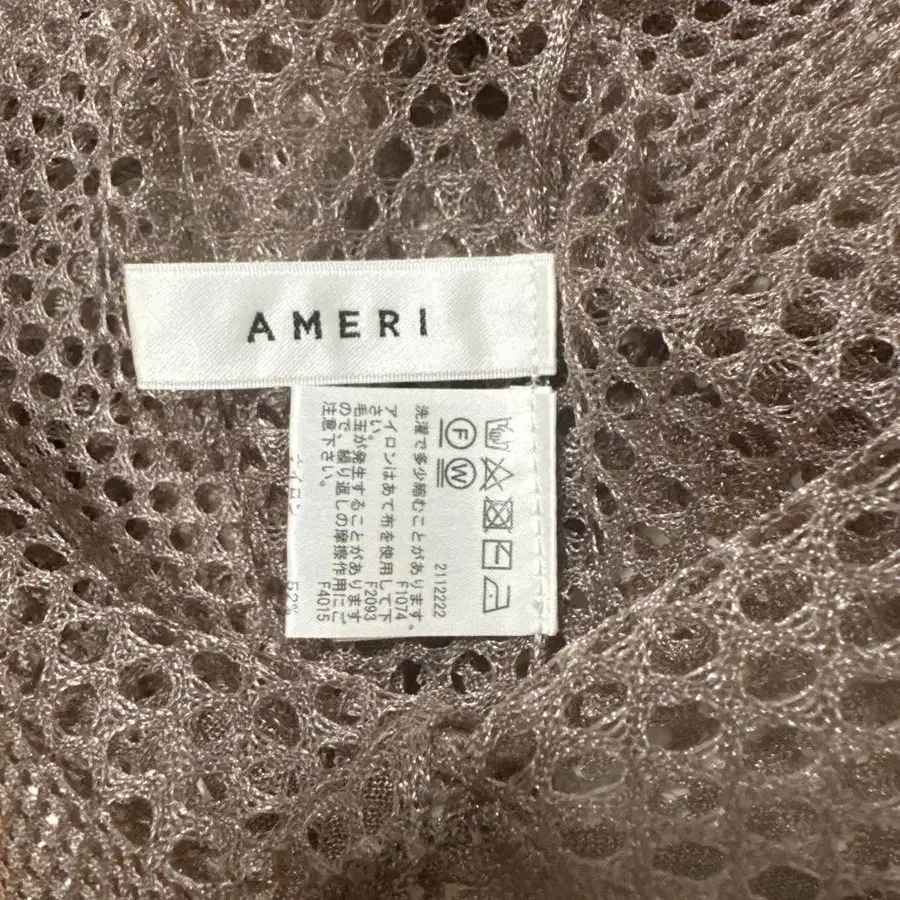 AMERI
2112222
F
W
洗濯で多少縮むことがあります。
F1074
アイロンはあて布を使用して下
さい。
F2093
毛玉が発生することがあります
ので、繰り返しの摩擦作用にご
注意下さい。
F4015